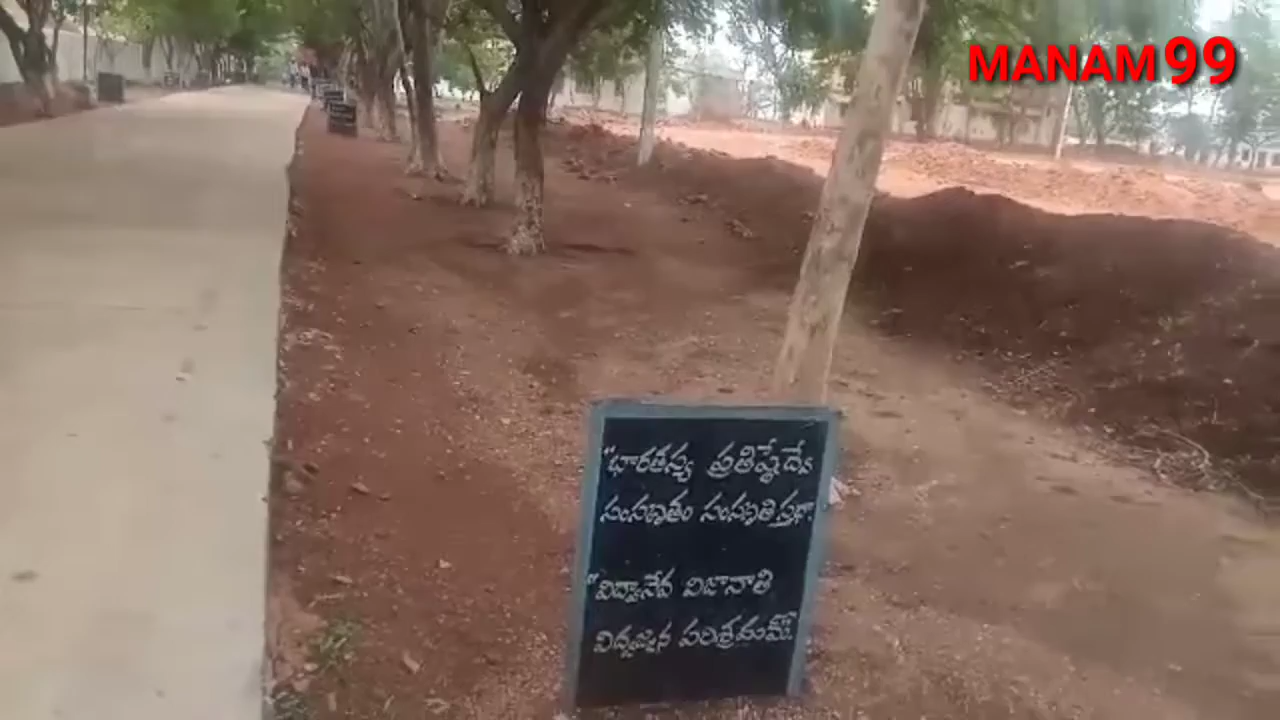 MANAM99
"భారతస్య ప్రతిష్ఠేద్వే
సంస్కృతం సంస్కృతిస్తథా.
"విద్వానేవ విజానాతి
విద్వజ్జన పరిశ్రమమ్"